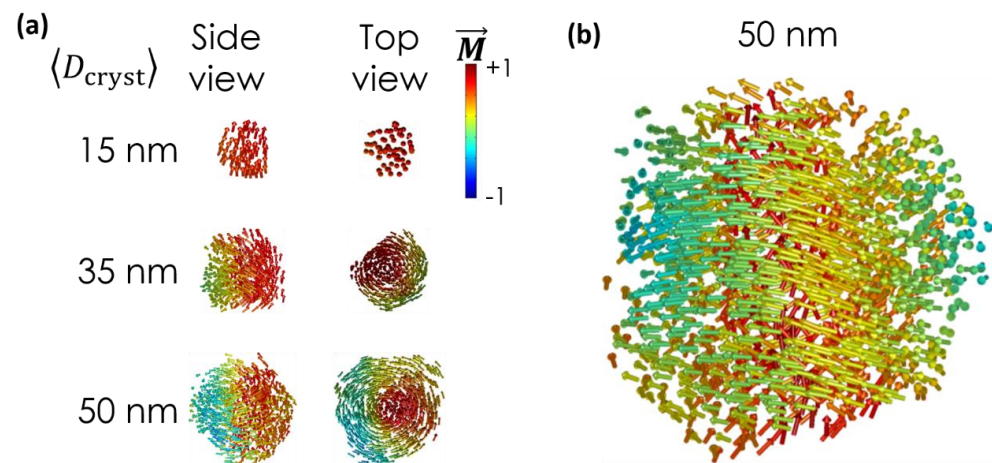 (a)
⟨D_cryst⟩
Side view
Top view
M⃗
+1
-1
15 nm
35 nm
50 nm
(b)
50 nm